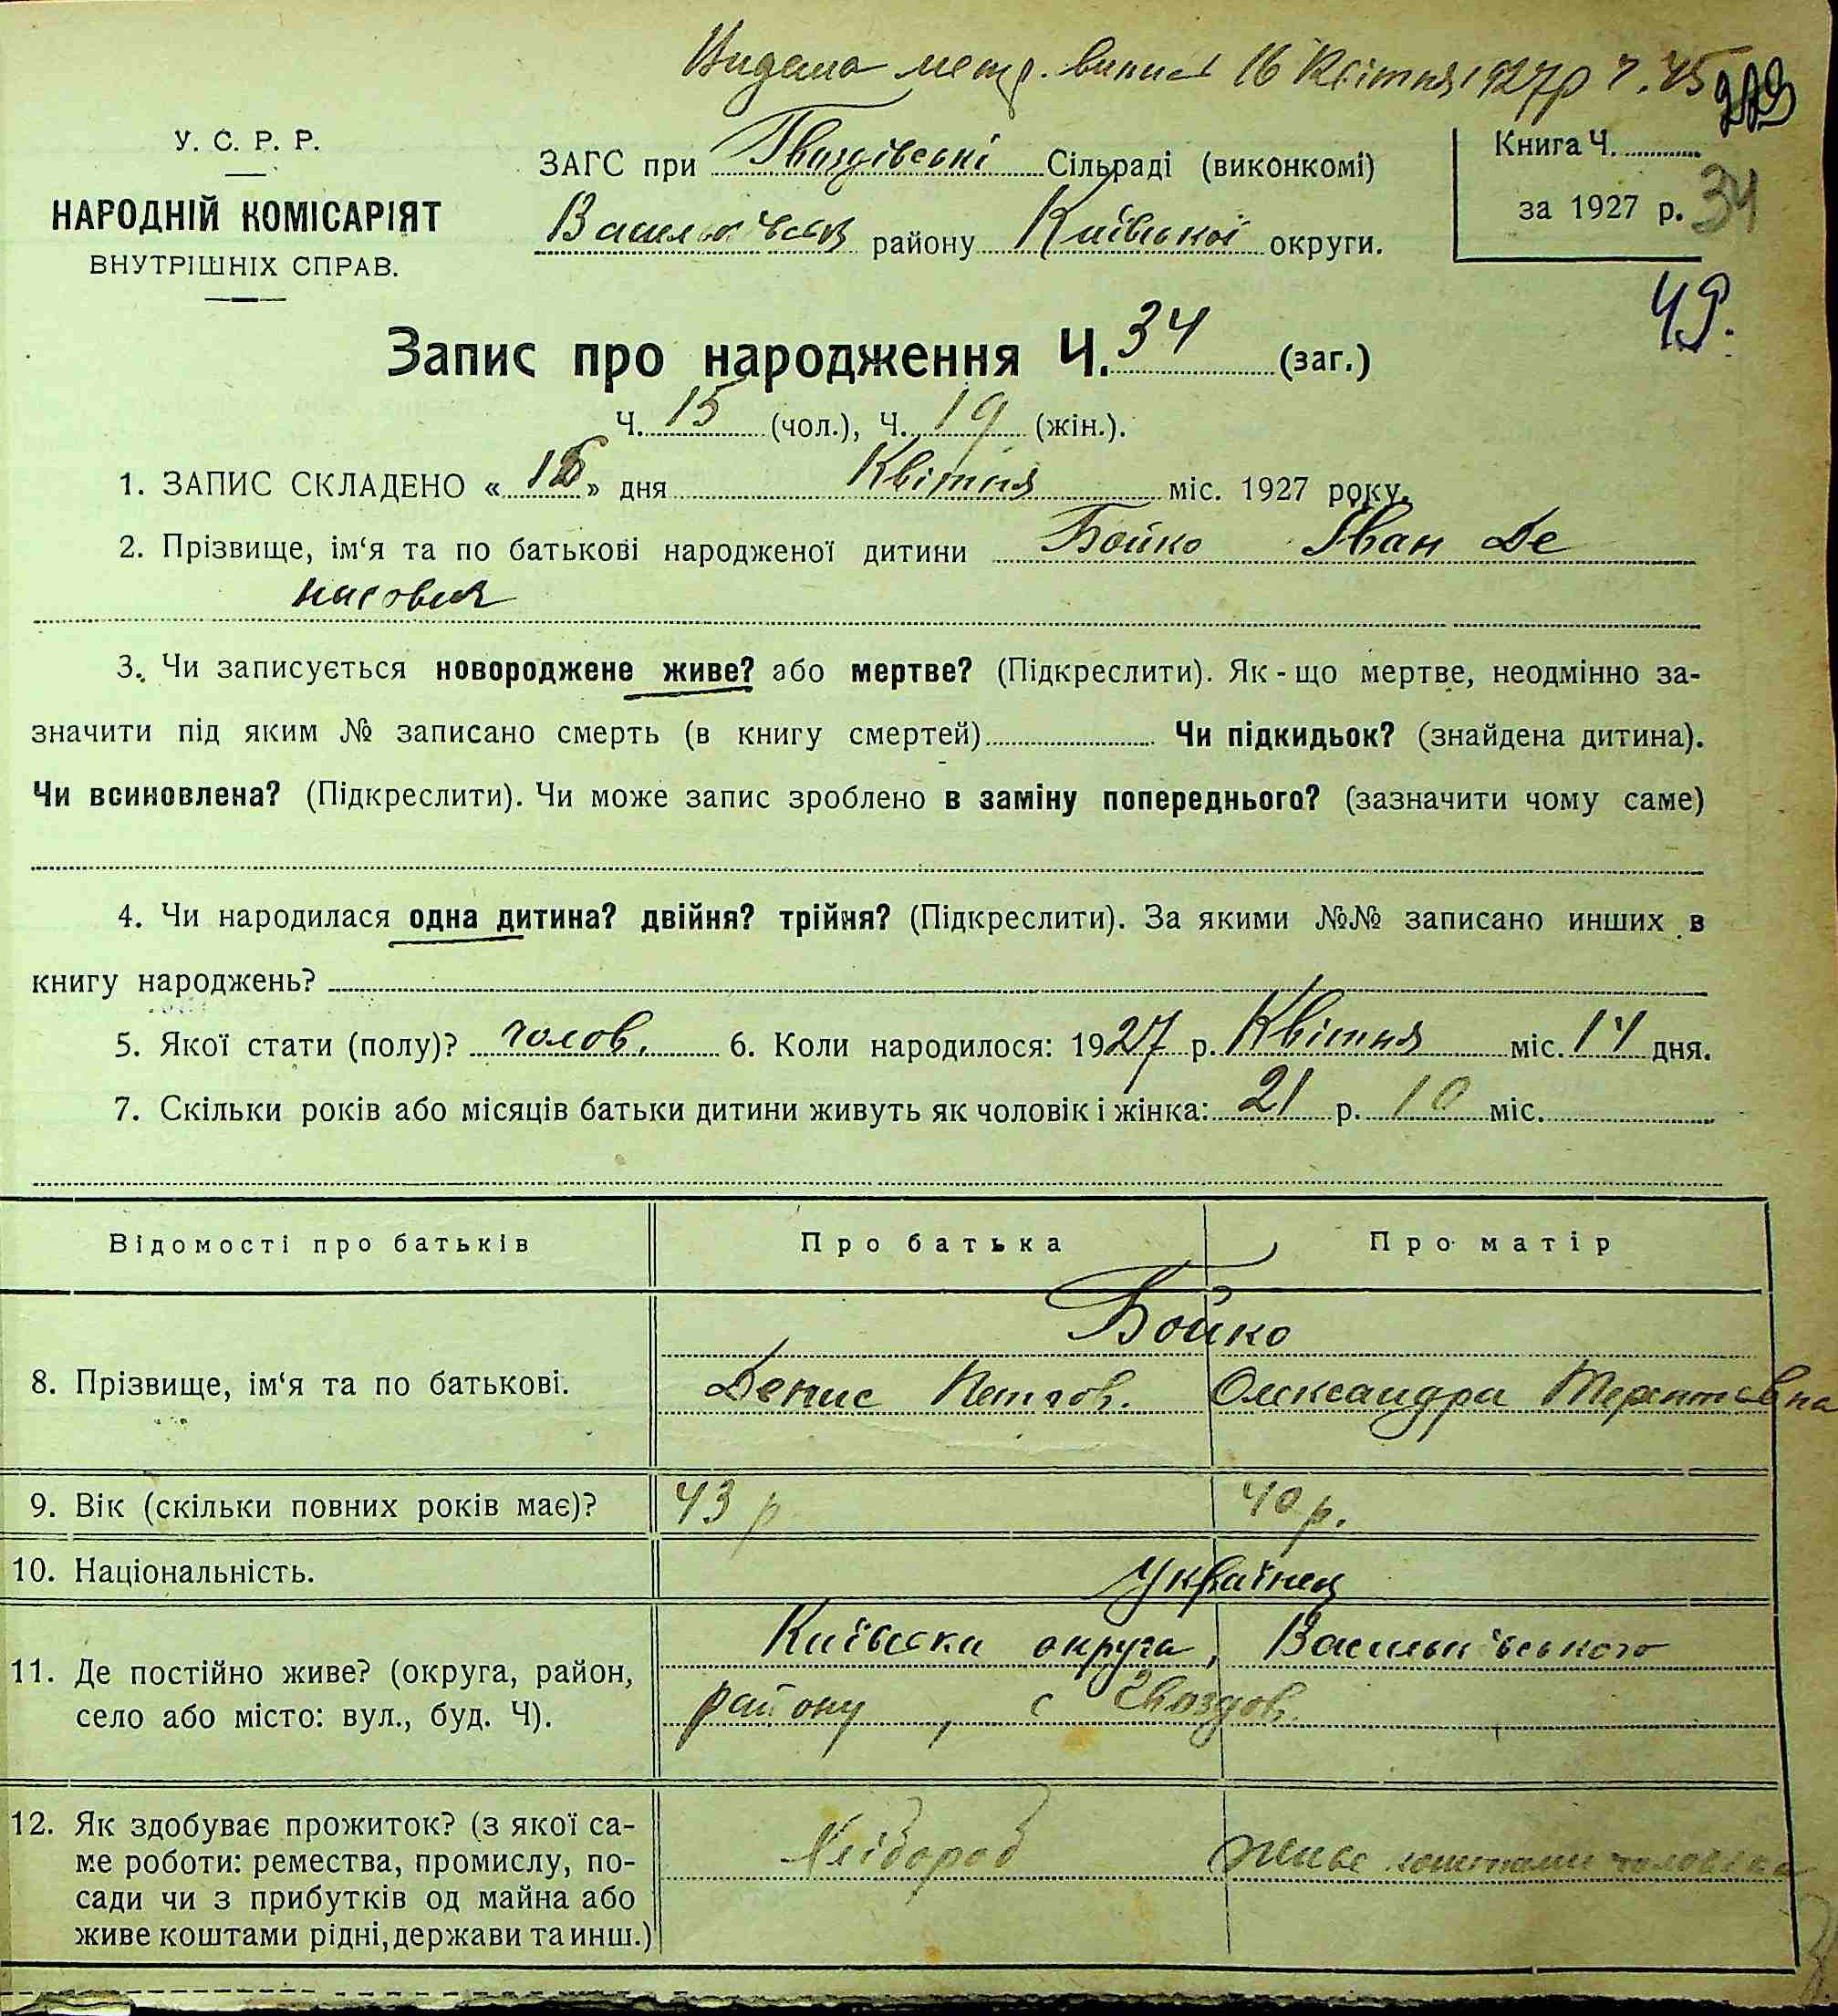 Видано метр. випис 16 Квітня 1927р ч. 45
У. С. Р. Р.
НАРОДНІЙ КОМІСАРІЯТ
ВНУТРІШНІХ СПРАВ.
ЗАГС при Гвиздівські Сільраді (виконкомі)
Васильківськ району Київської округи.
Книга Ч.
за 1927 р. 34
49.
Запис про народження Ч. 34 (заг.)
Ч. 15 (чол.), Ч. 19 (жін.).
1. ЗАПИС СКЛАДЕНО « 16 » дня Квітня міс. 1927 року.
2. Прізвище, ім‘я та по батькові народженої дитини Бойко Іван Де
нисович
3. Чи записується новороджене живе? або мертве? (Підкреслити). Як-що мертве, неодмінно за-
значити під яким № записано смерть (в книгу смертей) Чи підкидьок? (знайдена дитина).
Чи всиновлена? (Підкреслити). Чи може запис зроблено в заміну попереднього? (зазначити чому саме)
4. Чи народилася одна дитина? двійня? трійня? (Підкреслити). За якими №№ записано инших в
книгу народжень?
5. Якої стати (полу)? чолов. 6. Коли народилося: 1927 р. Квітня міс. 14 дня.
7. Скільки років або місяців батьки дитини живуть як чоловік і жінка: 21 р. 10 міс.
Відомості про батьків Про батька Про матір
Бойко
8. Прізвище, ім‘я та по батькові. Денис Петров. Олександра Терентовна
9. Вік (скільки повних років має)? 43 р 40 р.
10. Національність. Українец
11. Де постійно живе? (округа, район,
село або місто: вул., буд. Ч).
Київська округа, Васильківського
району, с Гвоздов.
12. Як здобуває прожиток? (з якої са-
ме роботи: ремества, промислу, по-
сади чи з прибутків од майна або
живе коштами рідні, держави та инш.)
Хлібороб живе коштами чоловіка